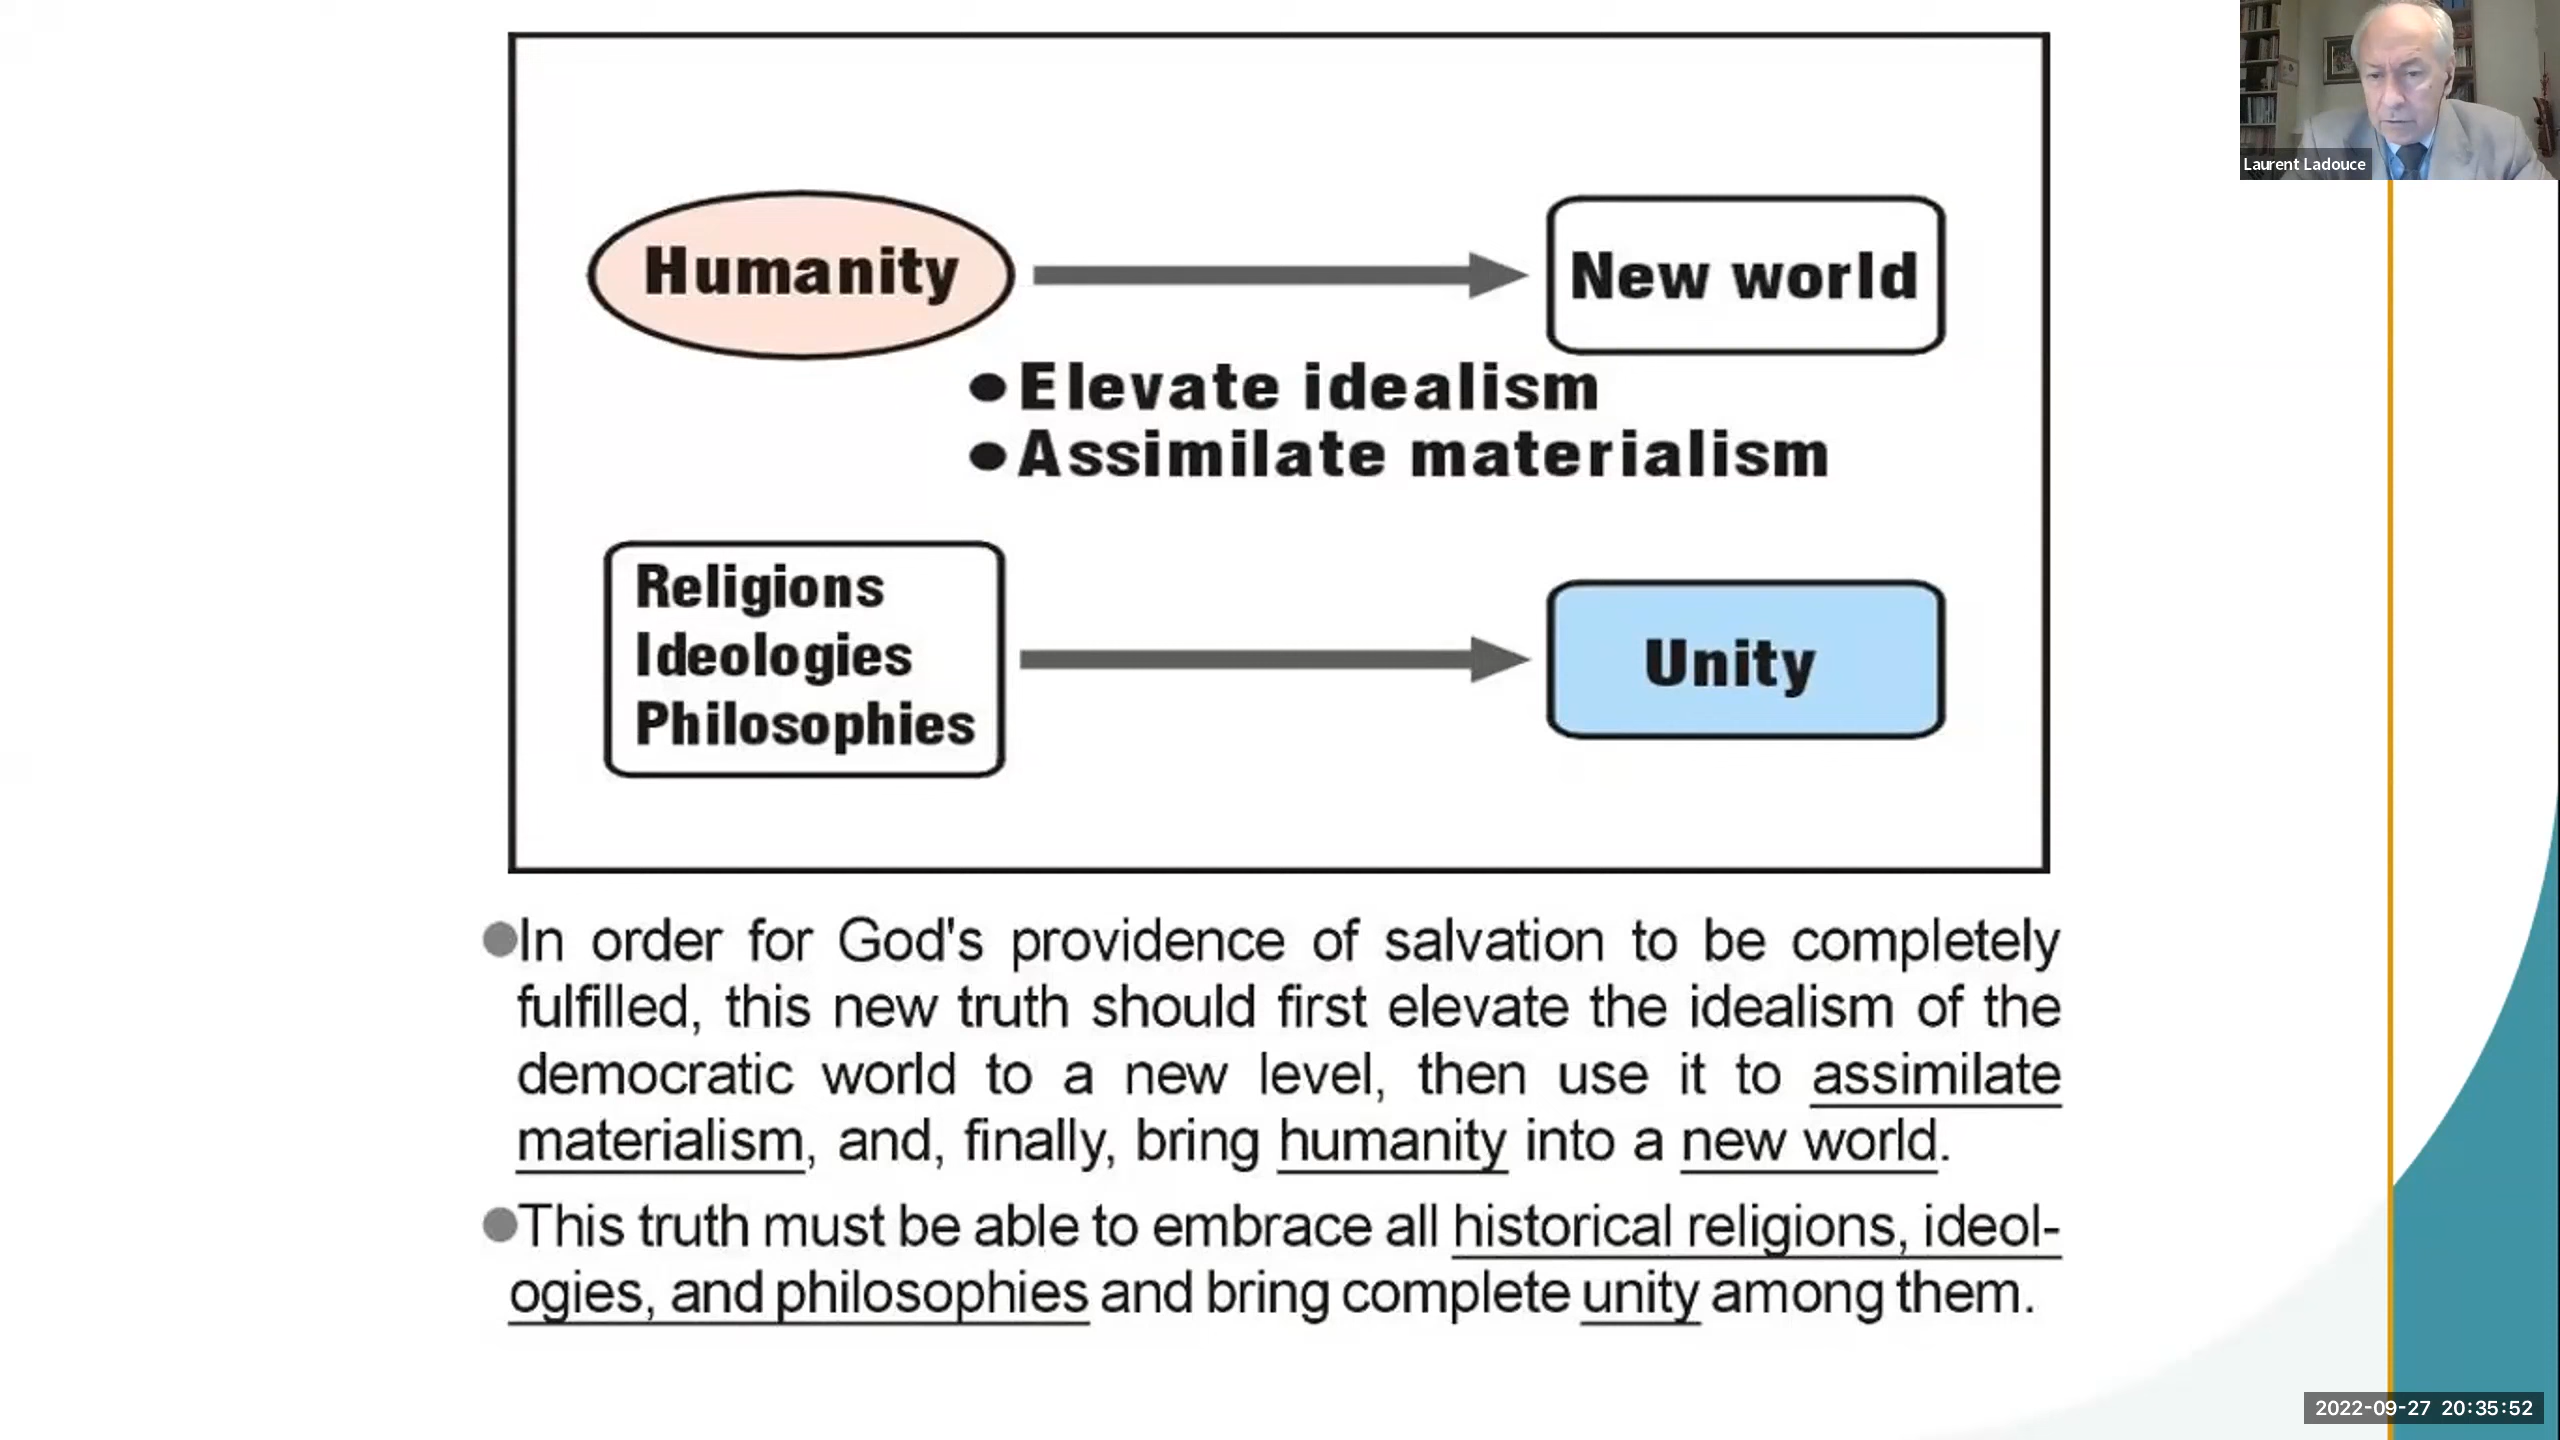 Laurent Ladouce
Humanity
New world
●Elevate idealism
●Assimilate materialism
Religions
Ideologies
Philosophies
Unity
●In order for God's providence of salvation to be completely
fulfilled, this new truth should first elevate the idealism of the
democratic world to a new level, then use it to assimilate
materialism, and, finally, bring humanity into a new world.
●This truth must be able to embrace all historical religions, ideol-
ogies, and philosophies and bring complete unity among them.
2022-09-27 20:35:52